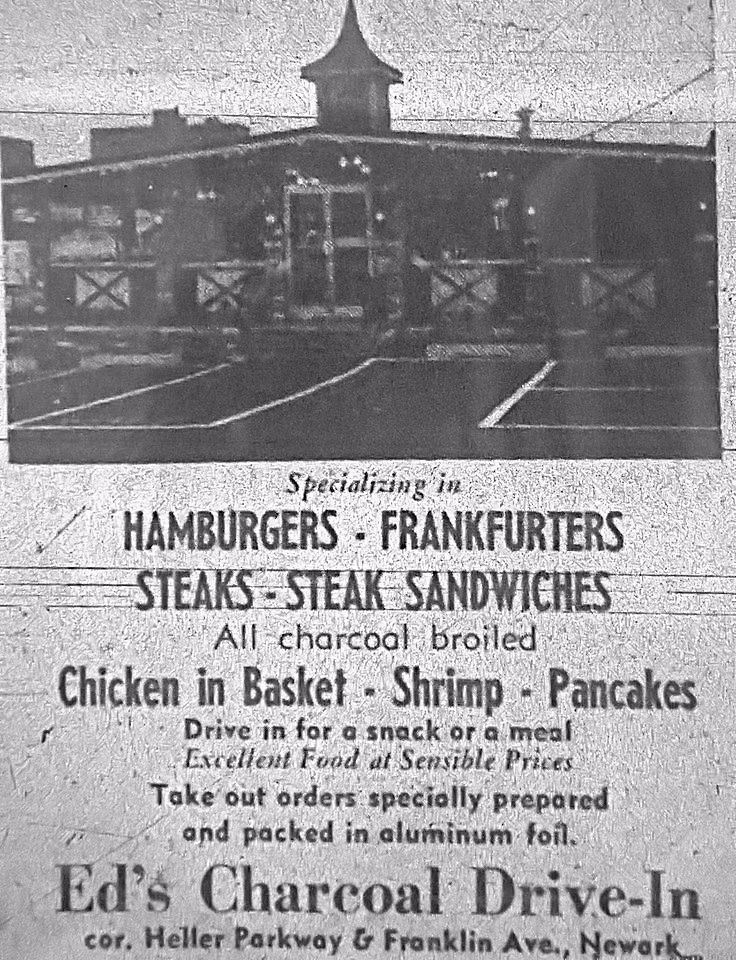 Specializing in
HAMBURGERS - FRANKFURTERS
STEAKS - STEAK SANDWICHES
All charcoal broiled
Chicken in Basket - Shrimp - Pancakes
Drive in for a snack or a meal
Excellent Food at Sensible Prices
Take out orders specially prepared
and packed in aluminum foil.
Ed's Charcoal Drive-In
cor. Heller Parkway & Franklin Ave., Newark